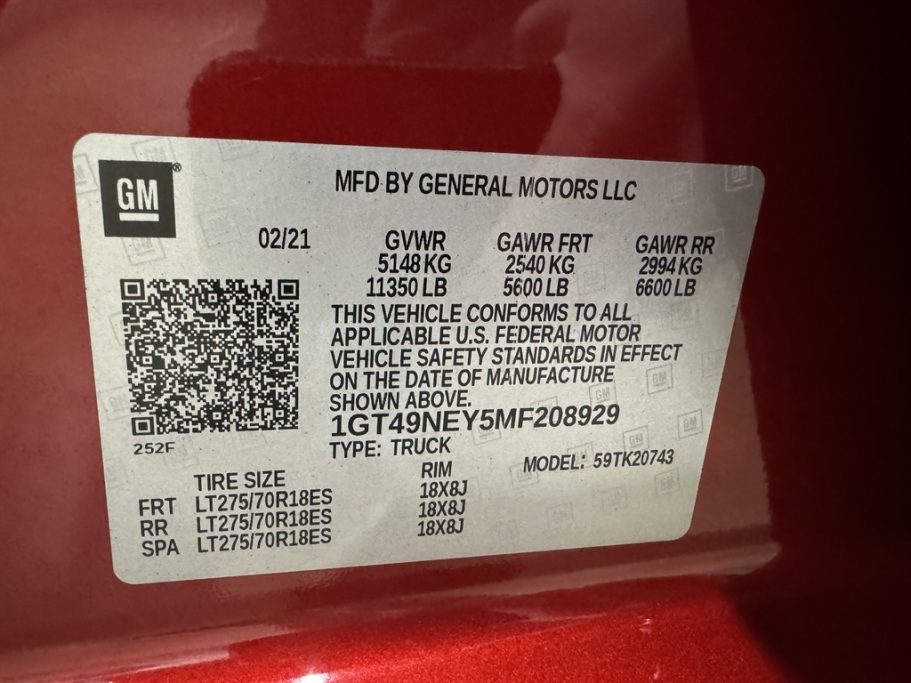 GM®
MFD BY GENERAL MOTORS LLC
02/21 GVWR GAWR FRT GAWR RR
5148 KG 2540 KG 2994 KG
11350 LB 5600 LB 6600 LB
THIS VEHICLE CONFORMS TO ALL
APPLICABLE U.S. FEDERAL MOTOR
VEHICLE SAFETY STANDARDS IN EFFECT
ON THE DATE OF MANUFACTURE
SHOWN ABOVE.
1GT49NEY5MF208929
252F
TYPE: TRUCK
MODEL: 59TK20743
TIRE SIZE RIM
FRT LT275/70R18ES 18X8J
RR LT275/70R18ES 18X8J
SPA LT275/70R18ES 18X8J